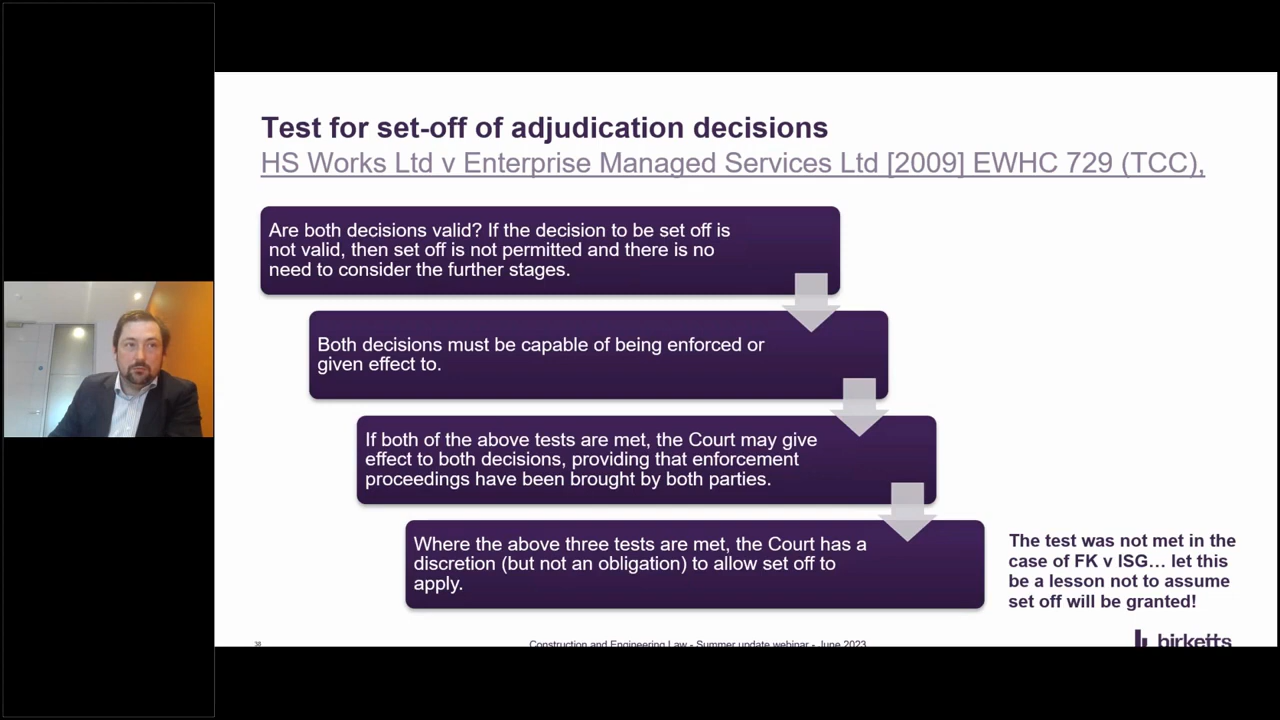 Test for set-off of adjudication decisions
HS Works Ltd v Enterprise Managed Services Ltd [2009] EWHC 729 (TCC),
Are both decisions valid? If the decision to be set off is
not valid, then set off is not permitted and there is no
need to consider the further stages.
Both decisions must be capable of being enforced or
given effect to.
If both of the above tests are met, the Court may give
effect to both decisions, providing that enforcement
proceedings have been brought by both parties.
Where the above three tests are met, the Court has a
discretion (but not an obligation) to allow set off to
apply.
The test was not met in the
case of FK v ISG... let this
be a lesson not to assume
set off will be granted!
38
Construction and Engineering Law - Summer update webinar - June 2023
birketts